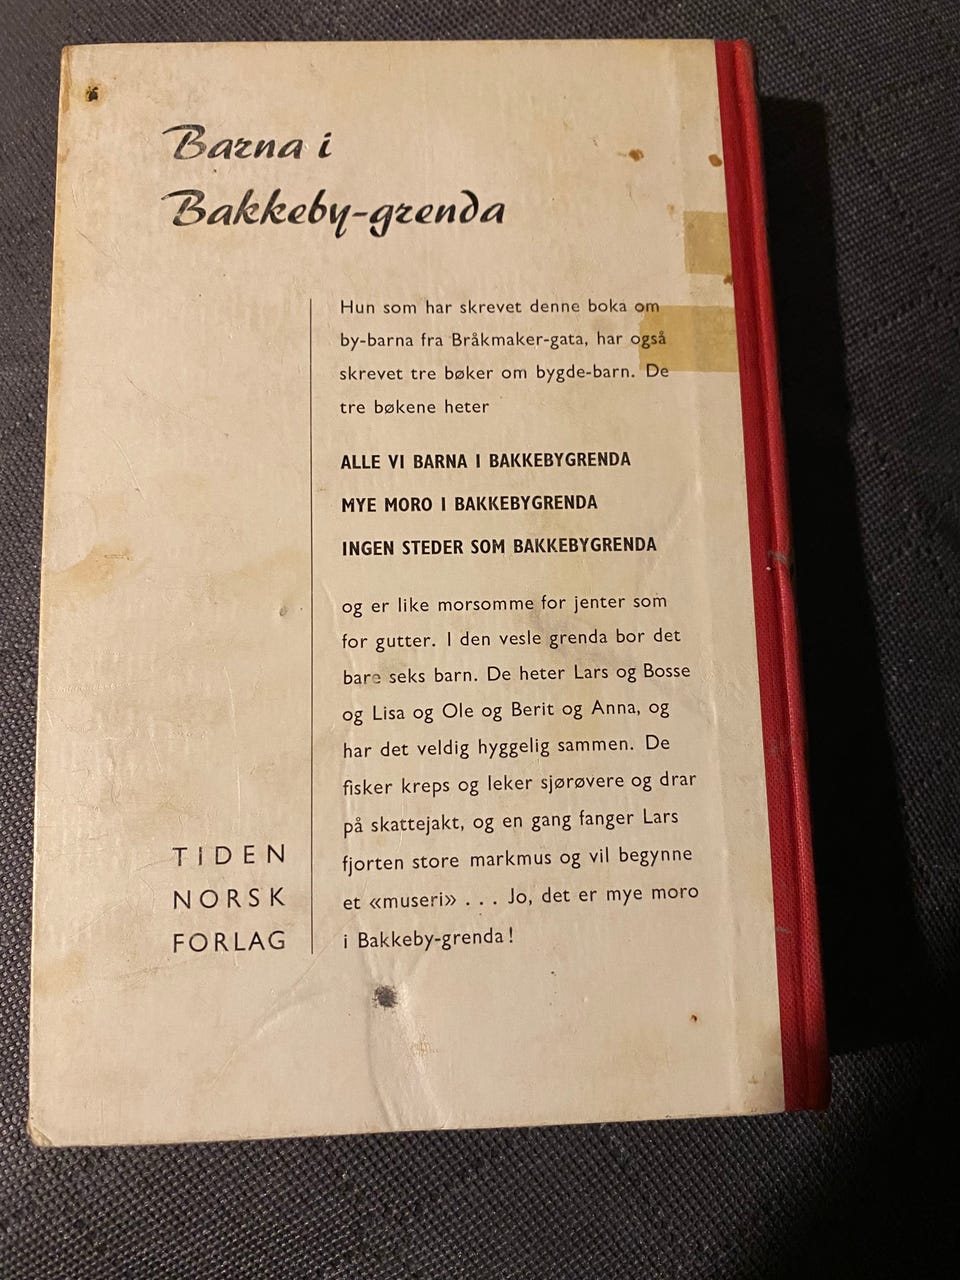 Barna i
Bakkeby-grenda
Hun som har skrevet denne boka om
by-barna fra Bråkmaker-gata, har også
skrevet tre bøker om bygde-barn. De
tre bøkene heter
ALLE VI BARNA I BAKKEBYGRENDA
MYE MORO I BAKKEBYGRENDA
INGEN STEDER SOM BAKKEBYGRENDA
og er like morsomme for jenter som
for gutter. I den vesle grenda bor det
bare seks barn. De heter Lars og Bosse
og Lisa og Ole og Berit og Anna, og
har det veldig hyggelig sammen. De
fisker kreps og leker sjørøvere og drar
på skattejakt, og en gang fanger Lars
fjorten store markmus og vil begynne
et «museri» . . . Jo, det er mye moro
i Bakkeby-grenda!
TIDEN
NORSK
FORLAG